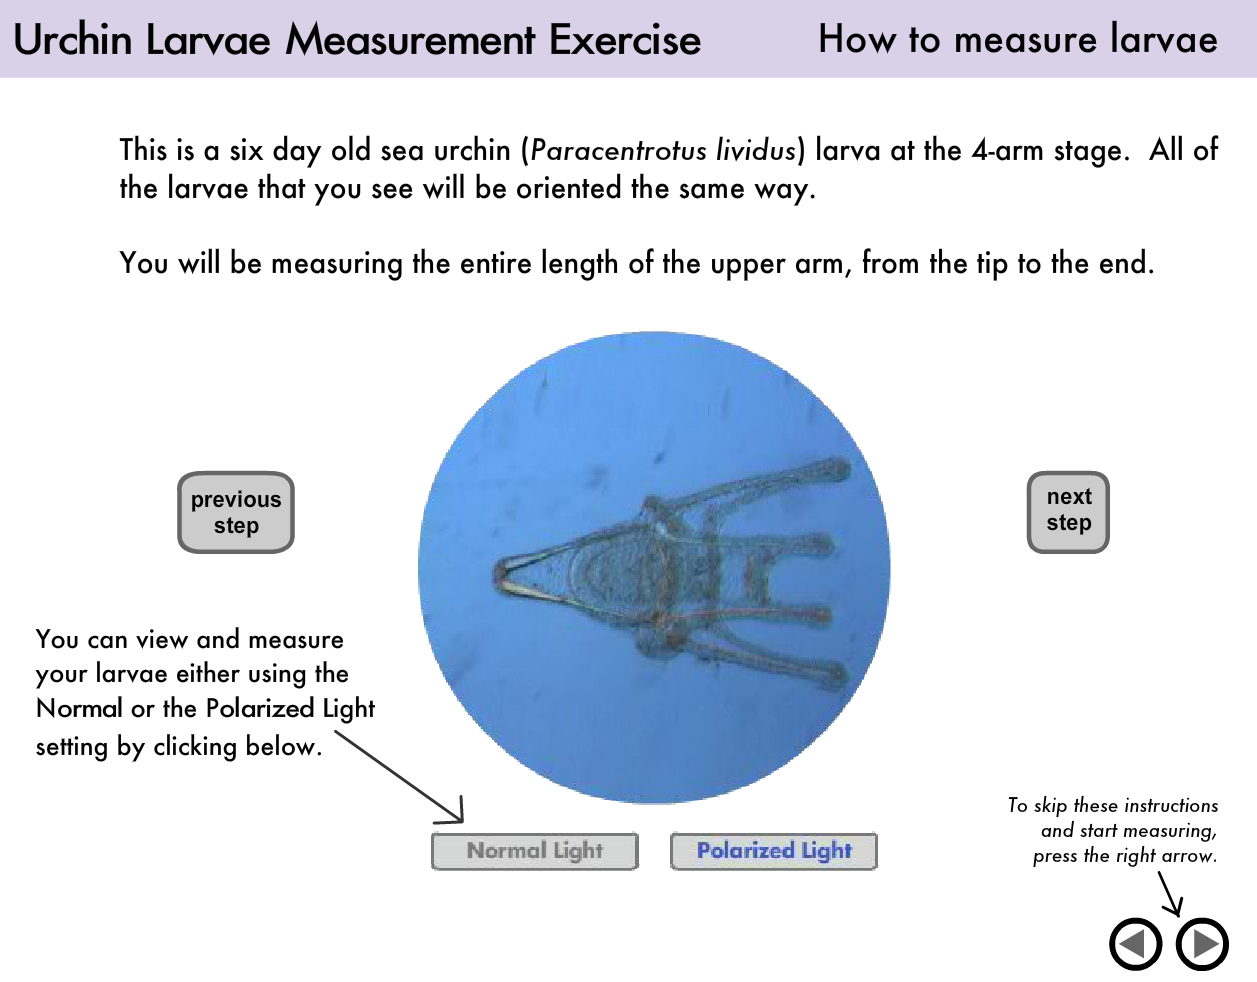 Urchin Larvae Measurement Exercise
How to measure larvae
This is a six day old sea urchin (Paracentrotus lividus) larva at the 4-arm stage.  All of
the larvae that you see will be oriented the same way.
You will be measuring the entire length of the upper arm, from the tip to the end.
previous
step
next
step
You can view and measure
your larvae either using the
Normal or the Polarized Light
setting by clicking below.
Normal Light
Polarized Light
To skip these instructions
and start measuring,
press the right arrow.